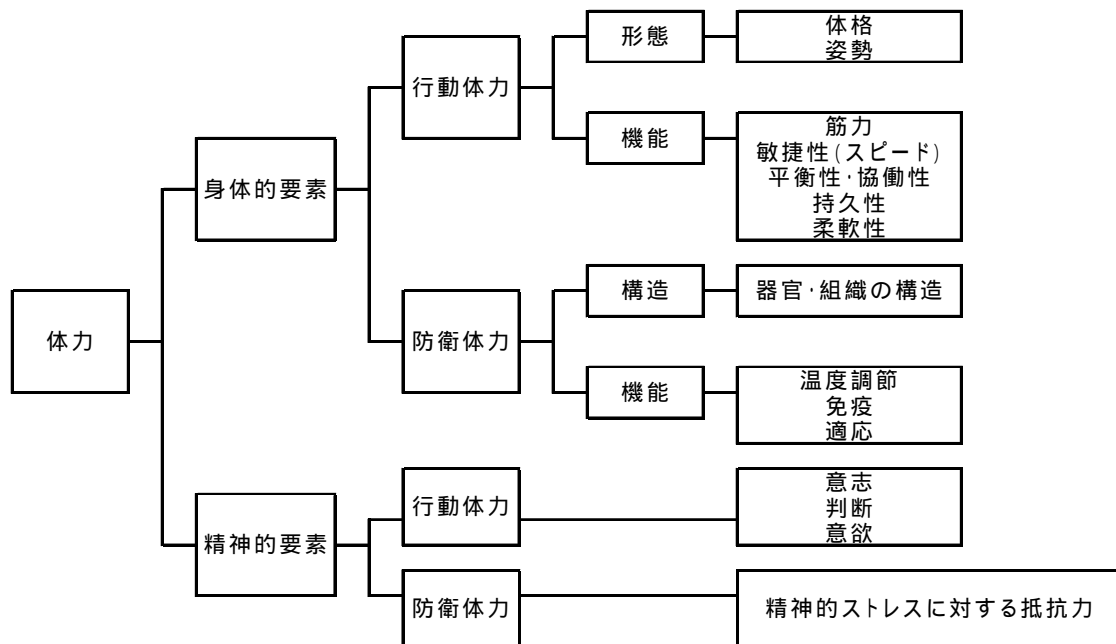 体力
身体的要素
行動体力
形態
体格
姿勢
機能
筋力
敏捷性(スピード)
平衡性・協働性
持久性
柔軟性
防衛体力
構造
器官・組織の構造
機能
温度調節
免疫
適応
精神的要素
行動体力
意志
判断
意欲
防衛体力
精神的ストレスに対する抵抗力